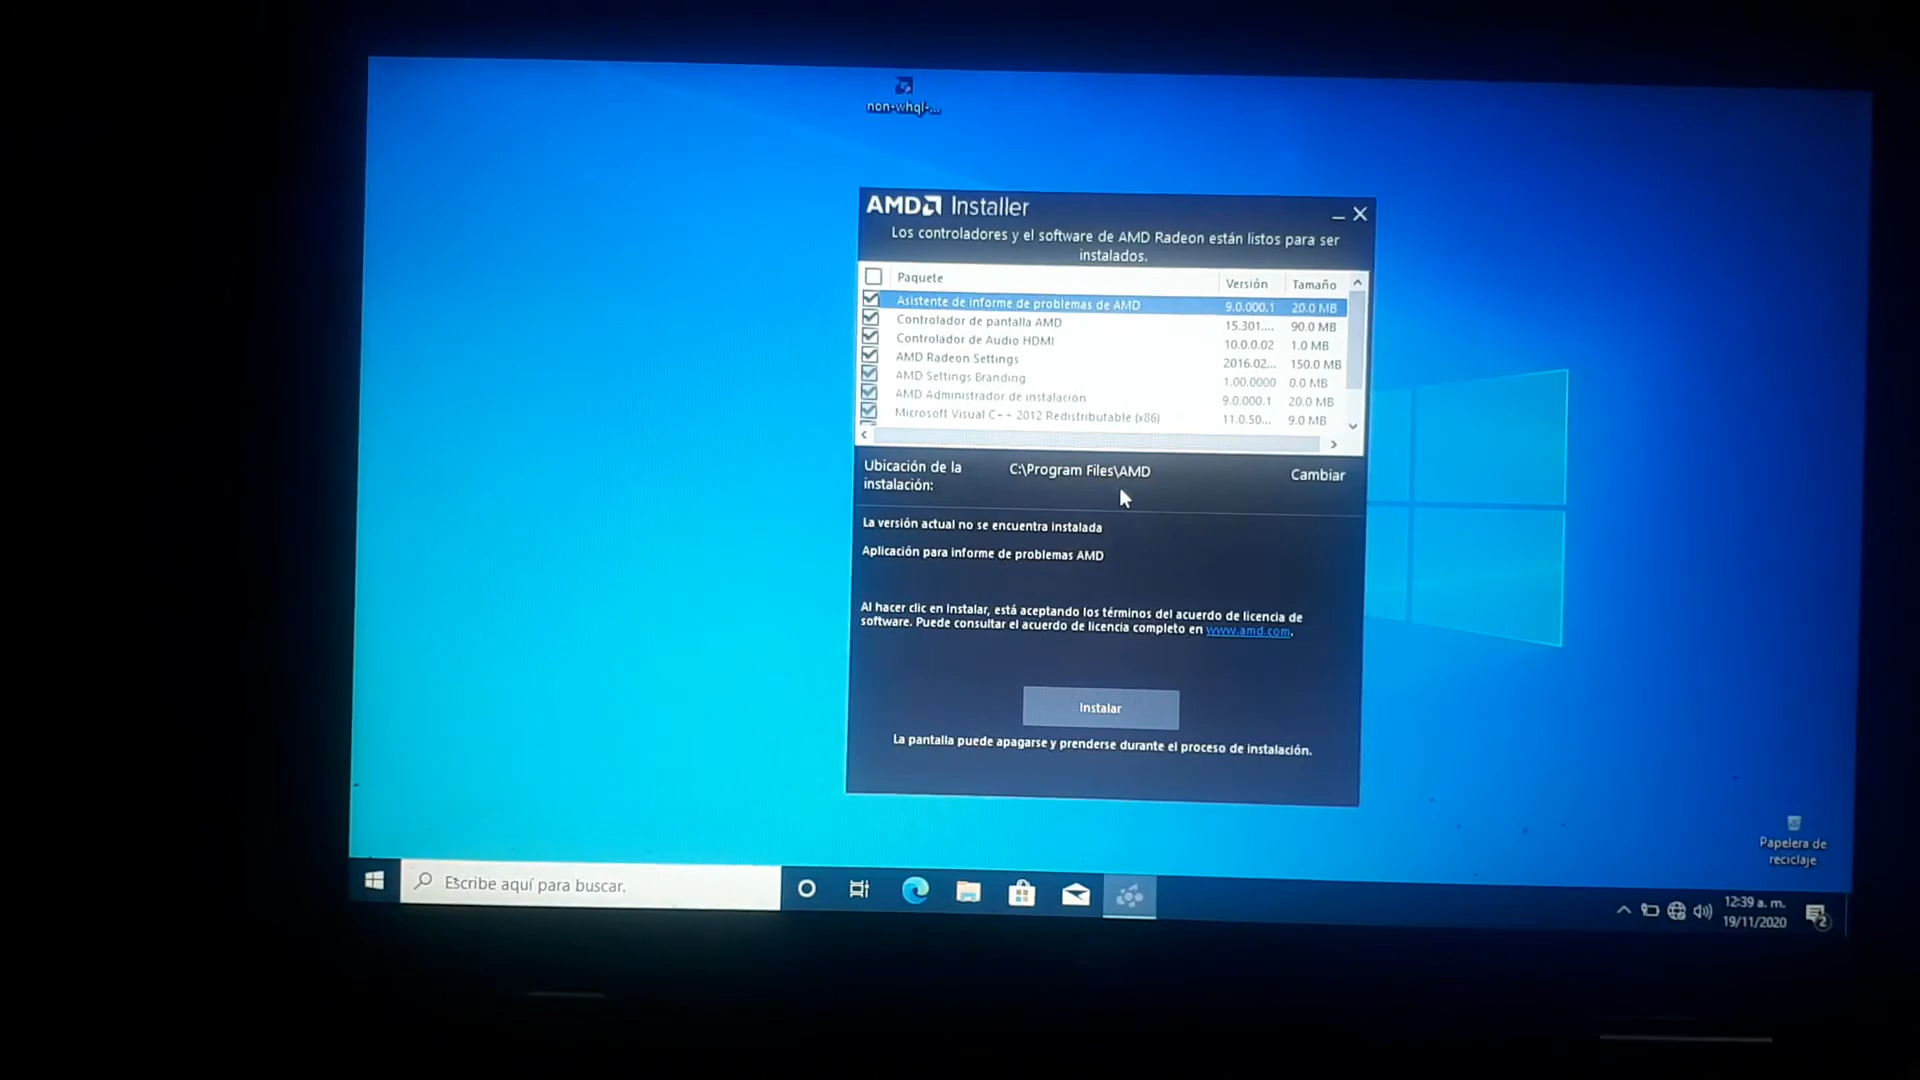 non-whql-...
AMD Installer
Los controladores y el software de AMD Radeon están listos para ser
instalados.
Paquete Versión Tamaño
Asistente de informe de problemas de AMD 9.0.000.1 20.0 MB
Controlador de pantalla AMD 15.301.... 90.0 MB
Controlador de Audio HDMI 10.0.0.02 1.0 MB
AMD Radeon Settings 2016.02... 150.0 MB
AMD Settings Branding 1.00.0000 0.0 MB
AMD Administrador de instalación 9.0.000.1 20.0 MB
Microsoft Visual C++ 2012 Redistributable (x86) 11.0.50... 9.0 MB
Ubicación de la
instalación:
C:\Program Files\AMD
Cambiar
La versión actual no se encuentra instalada
Aplicación para informe de problemas AMD
Al hacer clic en Instalar, está aceptando los términos del acuerdo de licencia de
software. Puede consultar el acuerdo de licencia completo en www.amd.com.
Instalar
La pantalla puede apagarse y prenderse durante el proceso de instalación.
Papelera de
reciclaje
Escribe aquí para buscar.
12:39 a. m.
19/11/2020
2